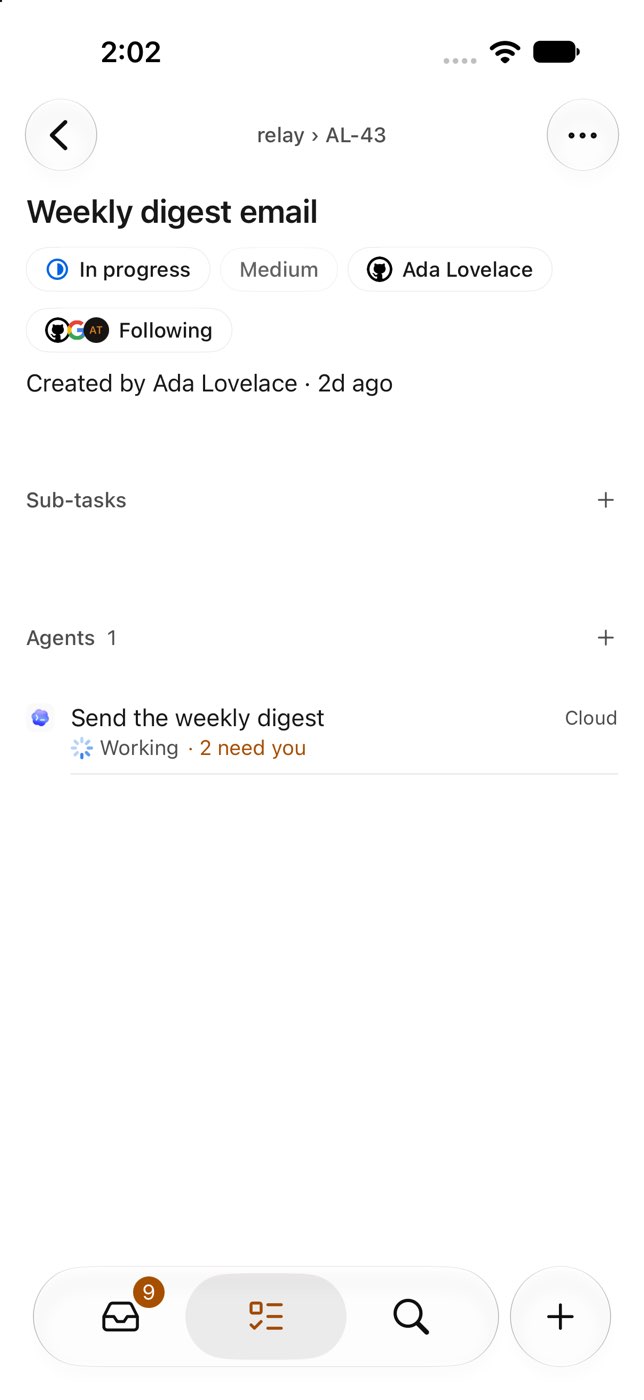 2:02
relay › AL-43
Weekly digest email
In progress
Medium
Ada Lovelace
AT
Following
Created by Ada Lovelace · 2d ago
Sub-tasks
Agents 1
Send the weekly digest
Cloud
Working · 2 need you
9